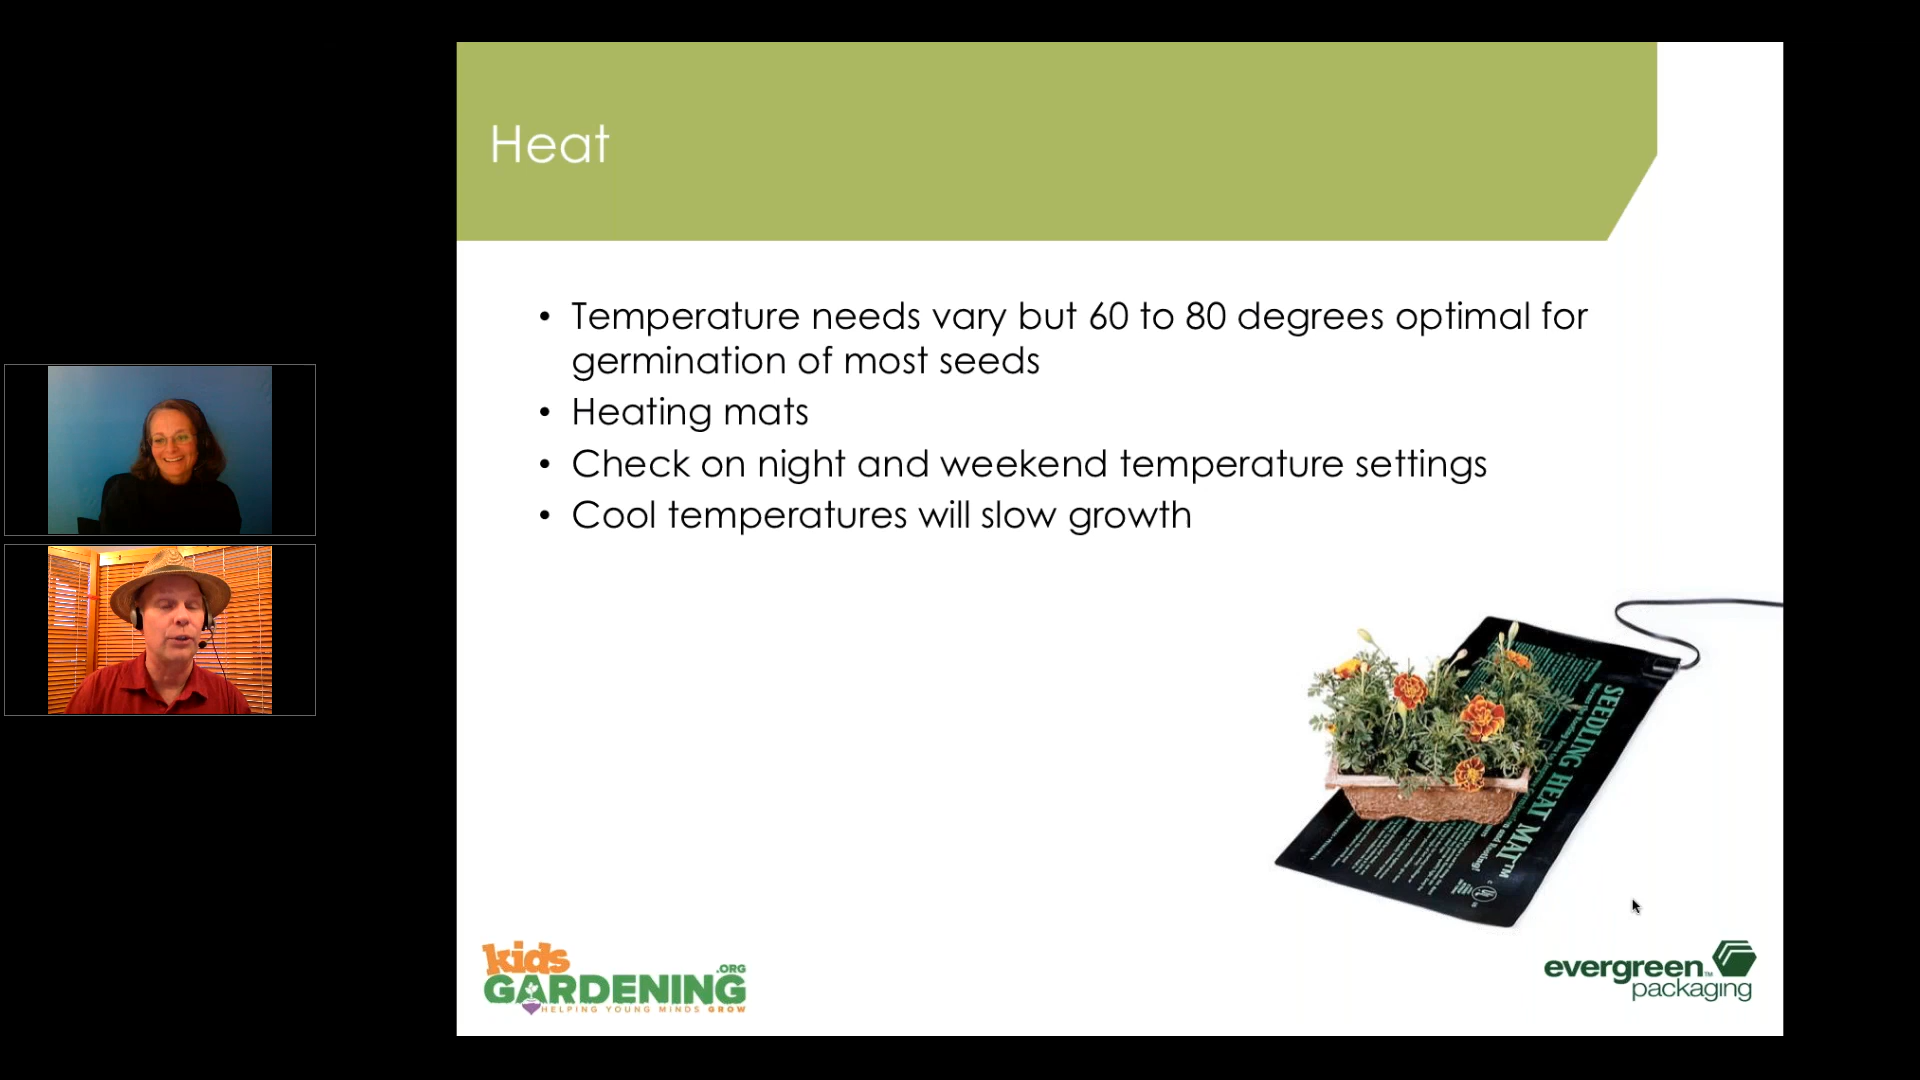 Heat
• Temperature needs vary but 60 to 80 degrees optimal for
germination of most seeds
• Heating mats
• Check on night and weekend temperature settings
• Cool temperatures will slow growth
SEEDLING HEAT MAT™
kids
GARDENING.ORG
HELPING YOUNG MINDS GROW
evergreen™
packaging